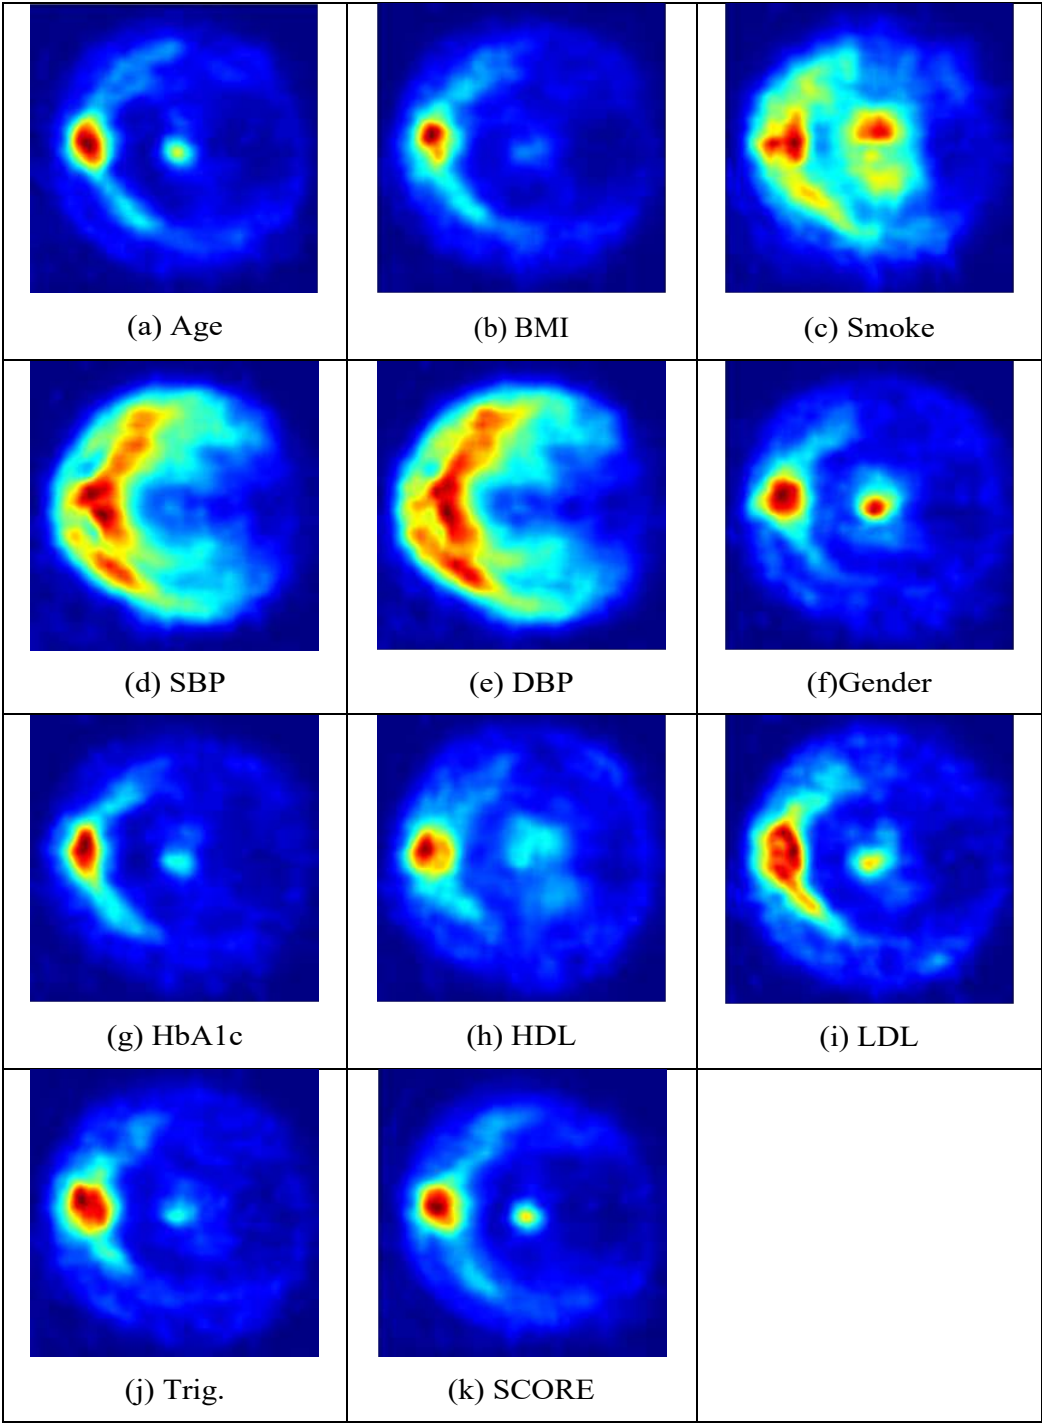 (a) Age
(b) BMI
(c) Smoke
(d) SBP
(e) DBP
(f)Gender
(g) HbA1c
(h) HDL
(i) LDL
(j) Trig.
(k) SCORE